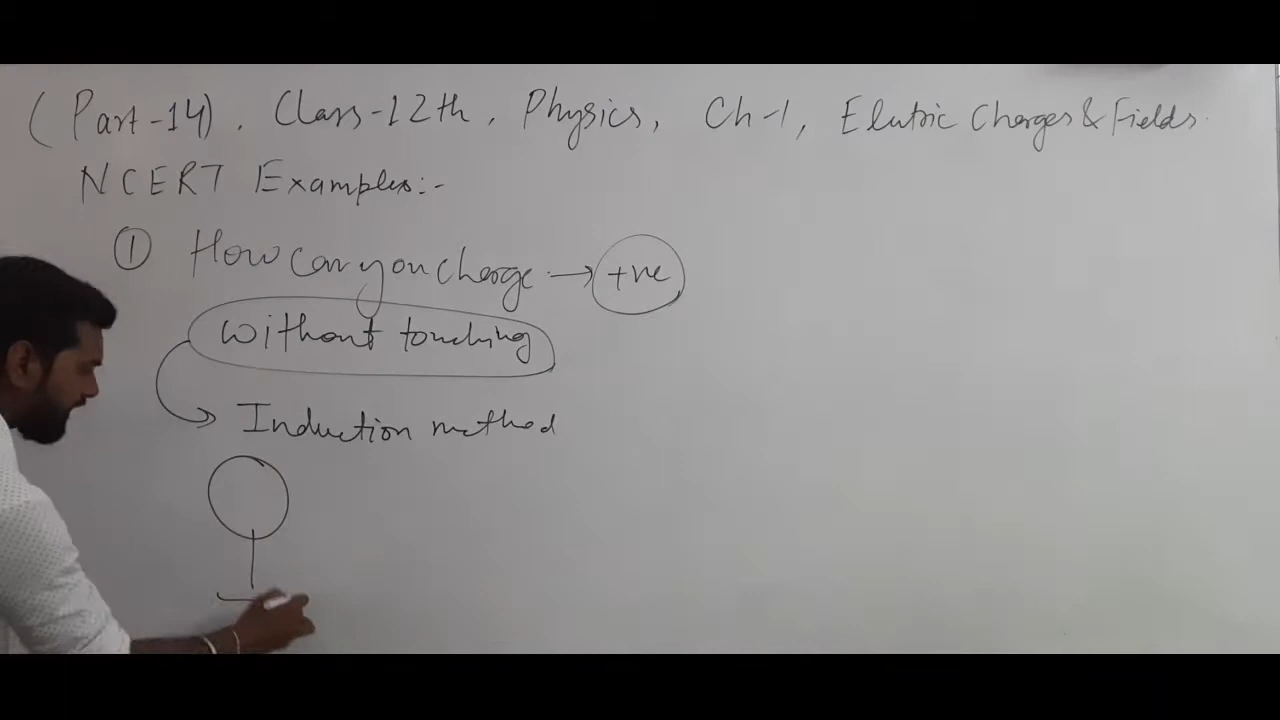 (Part-14). Class-12th, Physics, Ch-1, Electric Charges & Fields.
NCERT Examples:-
① How can you charge → +ve
without touching
Induction method